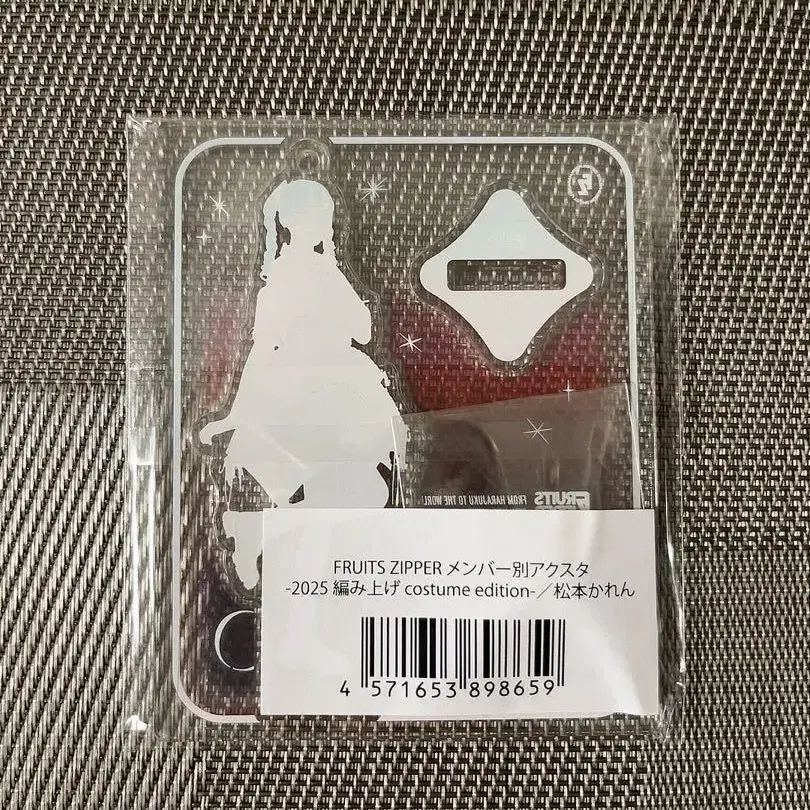 FROM HARAJUKU TO THE WORL
FRUITS
FRUITS ZIPPER メンバー別アクスタ
-2025 編み上げ costume edition-／松本かれん
4 571653 898659